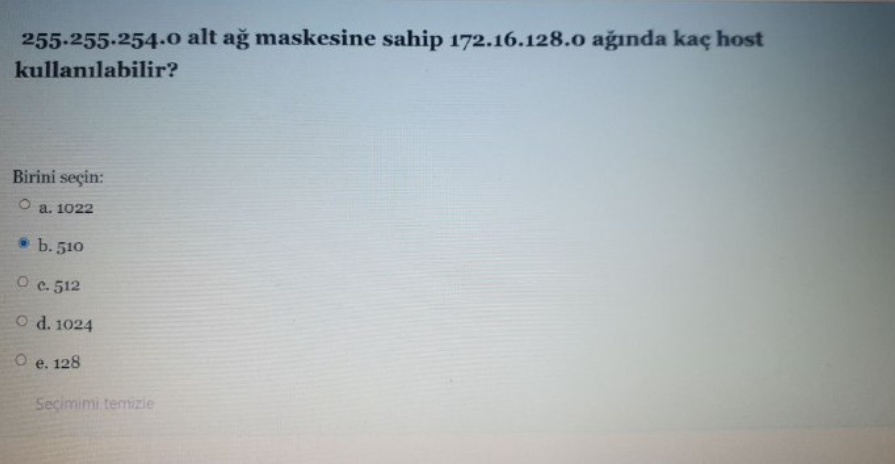 255.255.254.0 alt ağ maskesine sahip 172.16.128.0 ağında kaç host
kullanılabilir?
Birini seçin:
a. 1022
b. 510
c. 512
d. 1024
e. 128
Seçimimi temizle